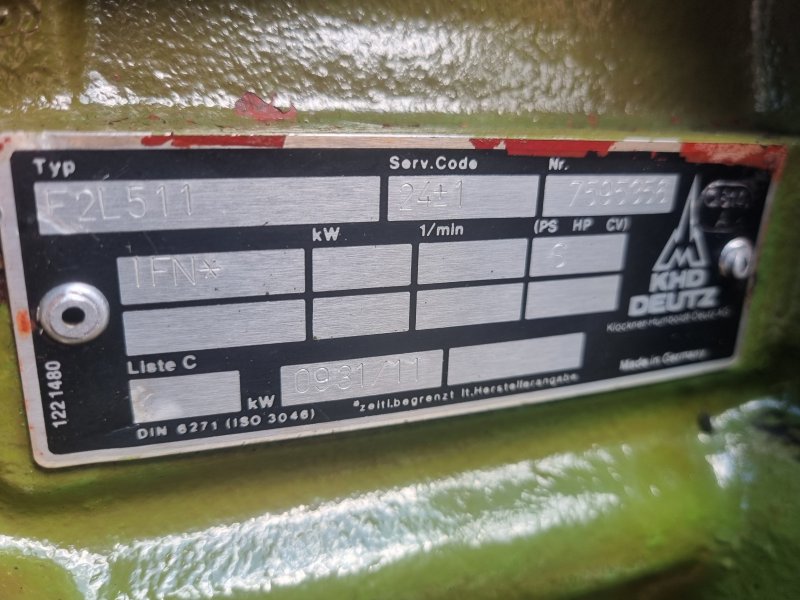 Typ Serv.Code Nr.
F2L511 24±1 7595056
kW 1/min (PS HP CV)
IFN* S
KHD
DEUTZ
Klöckner-Humboldt-Deutz AG
Liste C
kW 0931/11
Made in Germany
*zeitl.begrenzt lt.Herstellerangabe
DIN 6271 (ISO 3046)
1221480